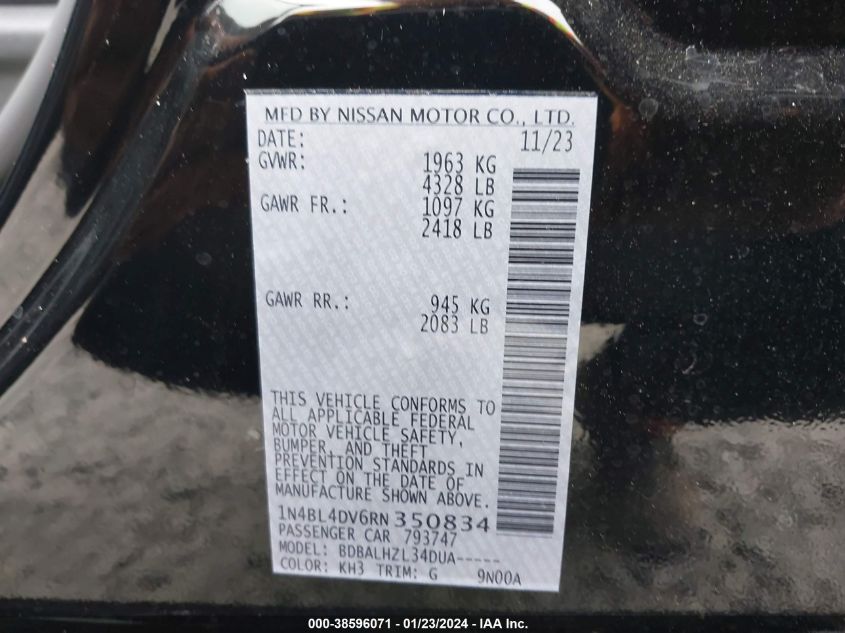 MFD BY NISSAN MOTOR CO., LTD.
DATE: 11/23
GVWR: 1963 KG
4328 LB
GAWR FR.: 1097 KG
2418 LB
GAWR RR.: 945 KG
2083 LB
THIS VEHICLE CONFORMS TO
ALL APPLICABLE FEDERAL
MOTOR VEHICLE SAFETY,
BUMPER, AND THEFT
PREVENTION STANDARDS IN
EFFECT ON THE DATE OF
MANUFACTURE SHOWN ABOVE.
1N4BL4DV6RN350834
PASSENGER CAR 793747
MODEL: BDBALHZL34DUA-----
COLOR: KH3 TRIM: G 9N00A
000-38596071 - 01/23/2024 - IAA Inc.